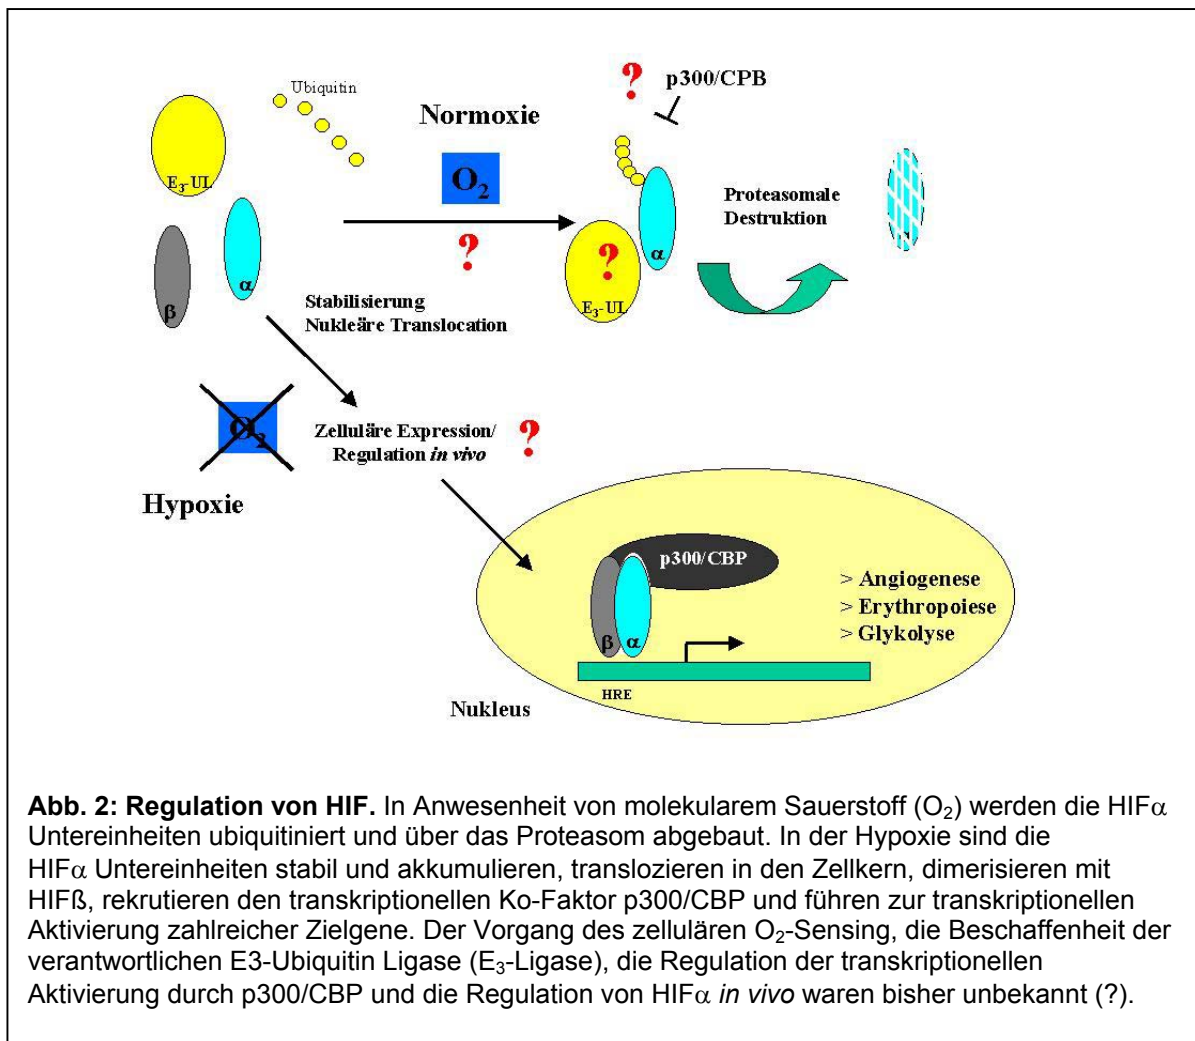 Ubiquitin
?
p300/CPB
Normoxie
E3-UL
O2
α
β
?
Proteasomale
Destruktion
α
?
E3-UL
Stabilisierung
Nukleäre Translocation
O2
Zelluläre Expression/
Regulation in vivo
?
Hypoxie
p300/CBP
> Angiogenese
> Erythropoiese
> Glykolyse
β α
HRE
Nukleus
Abb. 2: Regulation von HIF. In Anwesenheit von molekularem Sauerstoff (O2) werden die HIFα
Untereinheiten ubiquitiniert und über das Proteasom abgebaut. In der Hypoxie sind die
HIFα Untereinheiten stabil und akkumulieren, translozieren in den Zellkern, dimerisieren mit
HIFß, rekrutieren den transkriptionellen Ko-Faktor p300/CBP und führen zur transkriptionellen
Aktivierung zahlreicher Zielgene. Der Vorgang des zellulären O2-Sensing, die Beschaffenheit der
verantwortlichen E3-Ubiquitin Ligase (E3-Ligase), die Regulation der transkriptionellen
Aktivierung durch p300/CBP und die Regulation von HIFα in vivo waren bisher unbekannt (?).